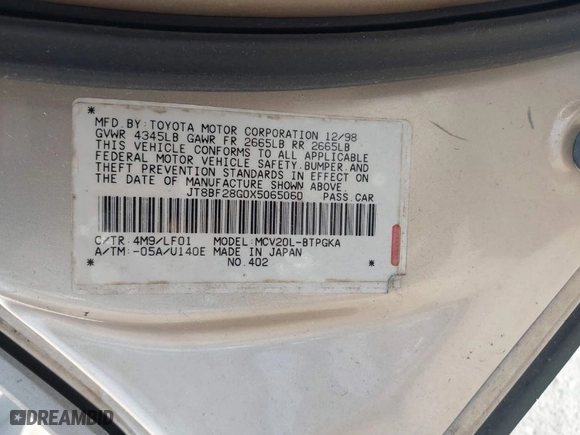 MFD. BY: TOYOTA MOTOR CORPORATION 12/98
GVWR 4345LB GAWR FR 2665LB RR 2665LB
THIS VEHICLE CONFORMS TO ALL APPLICABLE
FEDERAL MOTOR VEHICLE SAFETY, BUMPER, AND
THEFT PREVENTION STANDARDS IN EFFECT ON
THE DATE OF MANUFACTURE SHOWN ABOVE.
JT8BF28G0X5065060 PASS.CAR
C/TR: 4M9/LF01 MODEL: MCV20L-BTPGKA
A/TM: -05A/U140E MADE IN JAPAN
NO. 402
DREAMBID